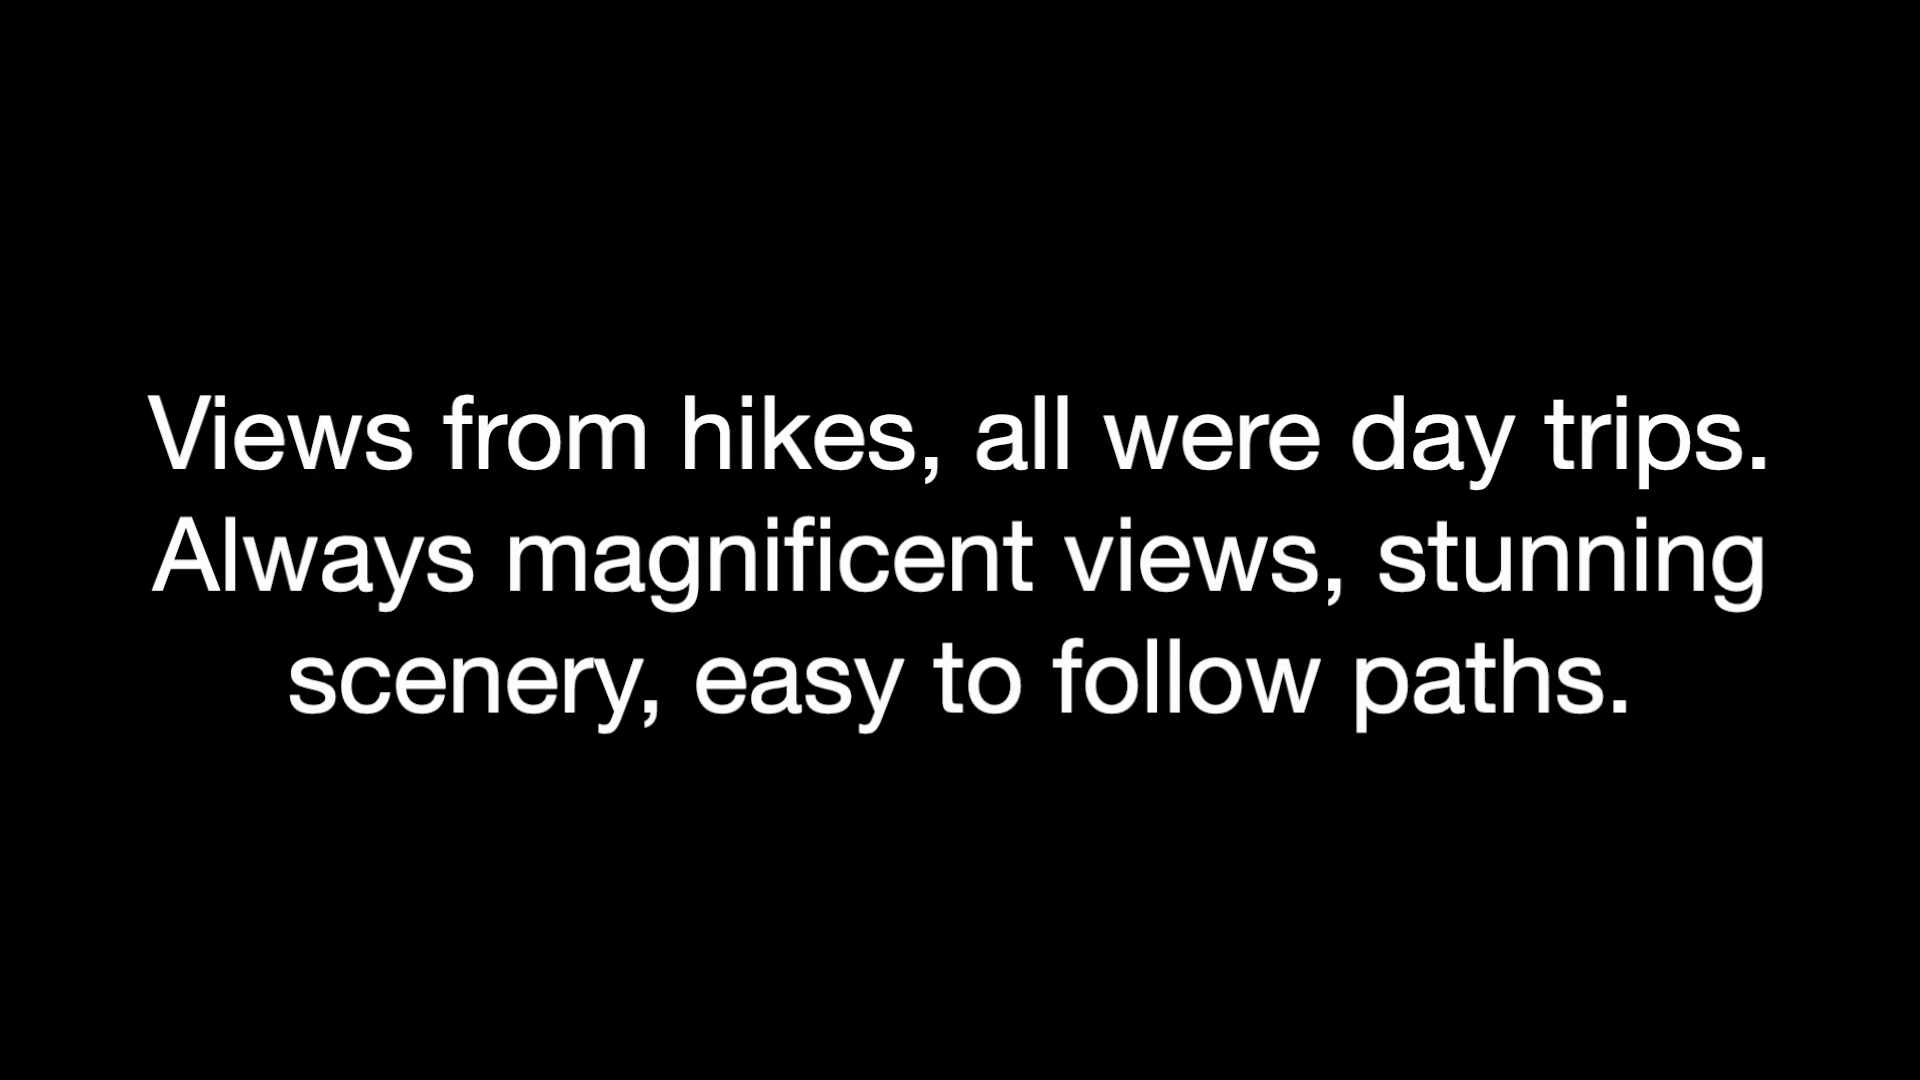 Views from hikes, all were day trips.
Always magnificent views, stunning
scenery, easy to follow paths.